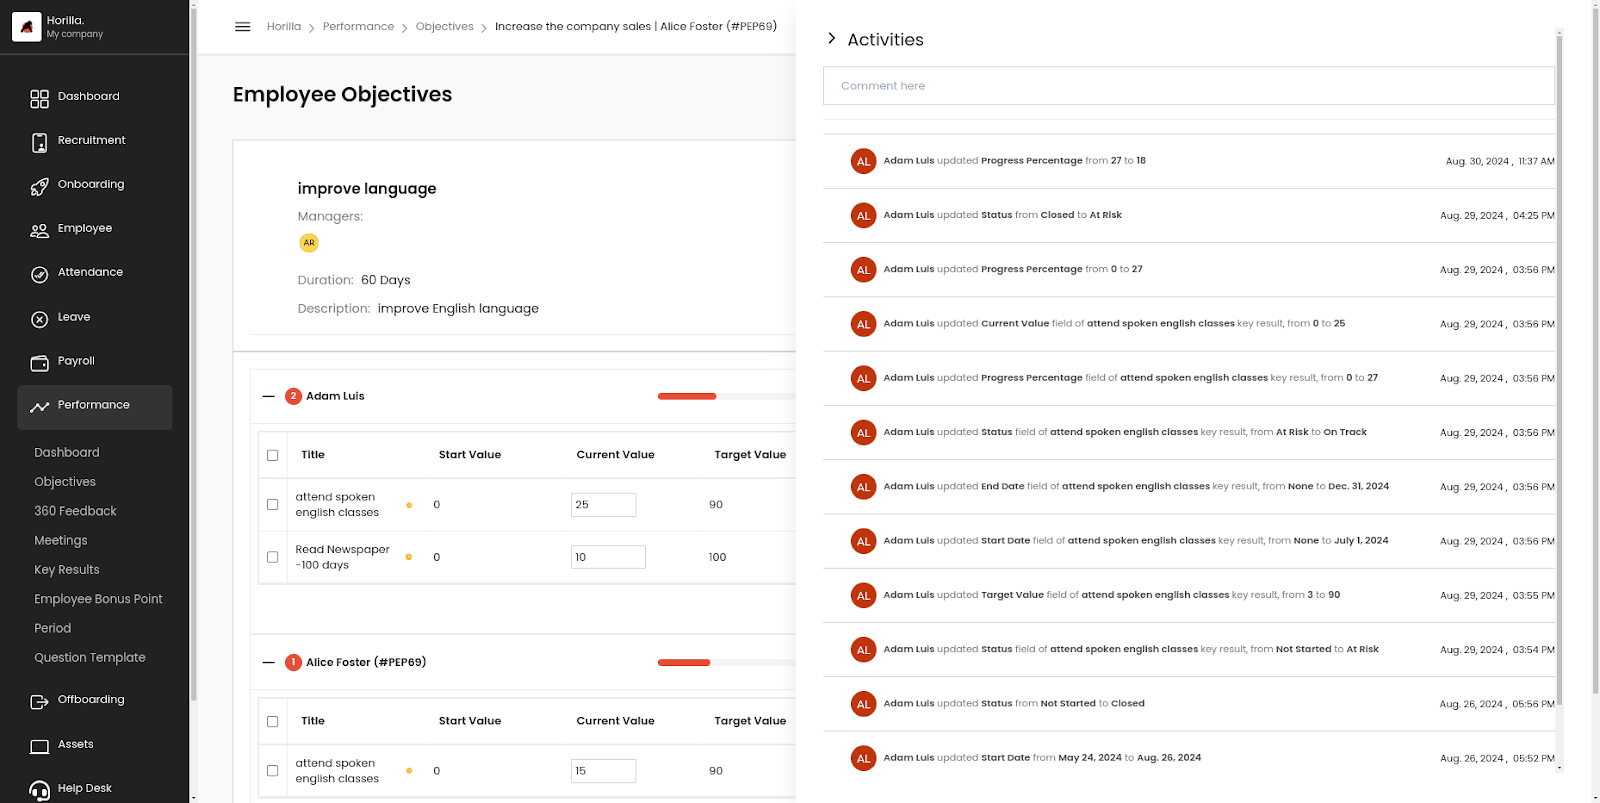 Horilla.
My company
Dashboard
Recruitment
Onboarding
Employee
Attendance
Leave
Payroll
Performance
Dashboard
Objectives
360 Feedback
Meetings
Key Results
Employee Bonus Point
Period
Question Template
Offboarding
Assets
Help Desk
Horilla > Performance > Objectives > Increase the company sales | Alice Foster (#PEP69)
Employee Objectives
improve language
Managers:
AR
Duration: 60 Days
Description: improve English language
2 Adam Luis
Title Start Value Current Value Target Value
attend spoken
english classes 0 25 90
Read Newspaper
-100 days 0 10 100
1 Alice Foster (#PEP69)
Title Start Value Current Value Target Value
attend spoken
english classes 0 15 90
Activities
Comment here
AL Adam Luis updated Progress Percentage from 27 to 18 Aug. 30, 2024 , 11:37 AM
AL Adam Luis updated Status from Closed to At Risk Aug. 29, 2024 , 04:25 PM
AL Adam Luis updated Progress Percentage from 0 to 27 Aug. 29, 2024 , 03:56 PM
AL Adam Luis updated Current Value field of attend spoken english classes key result, from 0 to 25 Aug. 29, 2024 , 03:56 PM
AL Adam Luis updated Progress Percentage field of attend spoken english classes key result, from 0 to 27 Aug. 29, 2024 , 03:56 PM
AL Adam Luis updated Status field of attend spoken english classes key result, from At Risk to On Track Aug. 29, 2024 , 03:56 PM
AL Adam Luis updated End Date field of attend spoken english classes key result, from None to Dec. 31, 2024 Aug. 29, 2024 , 03:56 PM
AL Adam Luis updated Start Date field of attend spoken english classes key result, from None to July 1, 2024 Aug. 29, 2024 , 03:56 PM
AL Adam Luis updated Target Value field of attend spoken english classes key result, from 3 to 90 Aug. 29, 2024 , 03:55 PM
AL Adam Luis updated Status field of attend spoken english classes key result, from Not Started to At Risk Aug. 29, 2024 , 03:54 PM
AL Adam Luis updated Status from Not Started to Closed Aug. 26, 2024 , 05:56 PM
AL Adam Luis updated Start Date from May 24, 2024 to Aug. 26, 2024 Aug. 26, 2024 , 05:52 PM